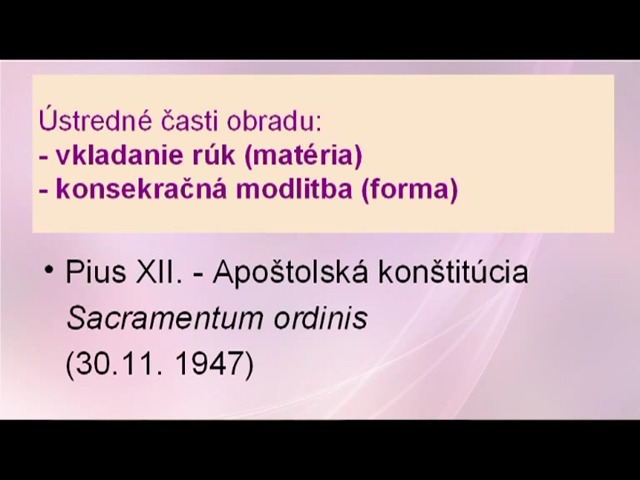 Ústredné časti obradu:
- vkladanie rúk (matéria)
- konsekračná modlitba (forma)
• Pius XII. - Apoštolská konštitúcia
Sacramentum ordinis
(30.11. 1947)